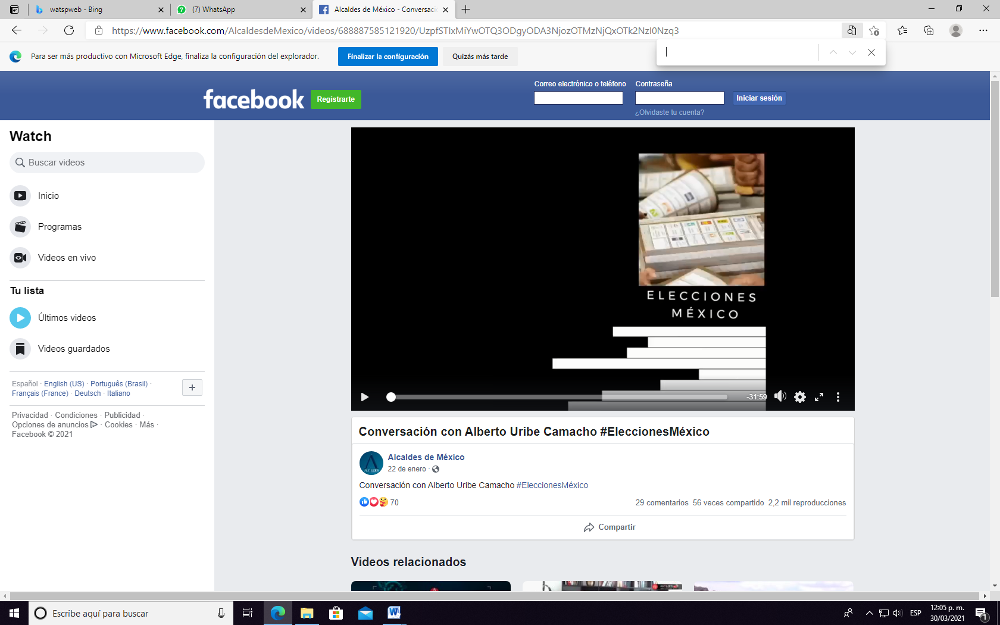 watspweb - Bing
(7) WhatsApp
Alcaldes de México - Conversació
https://www.facebook.com/AlcaldesdeMexico/videos/688887585121920/UzpfSTIxMiYwOTQ3ODgyODA3NjozOTMzNjQxOTk2NzI0Nzq3
Para ser más productivo con Microsoft Edge, finaliza la configuración del explorador.
Finalizar la configuración
Quizás más tarde
facebook
Registrarte
Correo electrónico o teléfono
Contraseña
Iniciar sesión
¿Olvidaste tu cuenta?
Watch
Buscar videos
Inicio
Programas
Videos en vivo
Tu lista
Últimos videos
Videos guardados
Español · English (US) · Português (Brasil) ·
Français (France) · Deutsch · Italiano
Privacidad · Condiciones · Publicidad ·
Opciones de anuncios · Cookies · Más ·
Facebook © 2021
ELECCIONES
MÉXICO
-31:59
Conversación con Alberto Uribe Camacho #EleccionesMéxico
Alcaldes de México
22 de enero ·
Conversación con Alberto Uribe Camacho #EleccionesMéxico
70
29 comentarios 56 veces compartido 2,2 mil reproducciones
Compartir
Videos relacionados
Escribe aquí para buscar
ESP
12:05 p. m.
30/03/2021
1